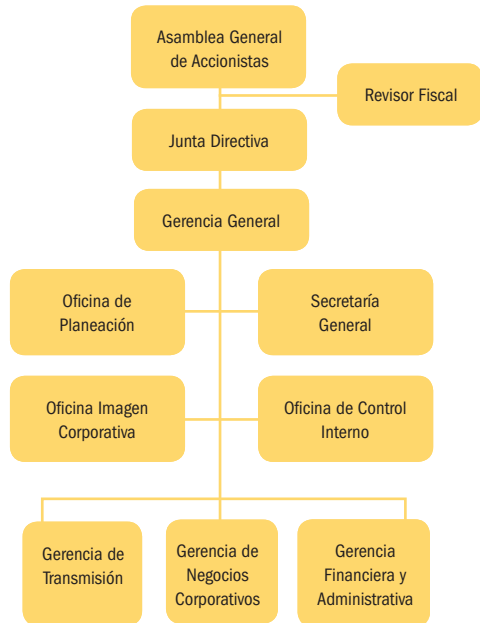 Asamblea General
de Accionistas
Revisor Fiscal
Junta Directiva
Gerencia General
Oficina de
Planeación
Secretaría
General
Oficina Imagen
Corporativa
Oficina de Control
Interno
Gerencia de
Transmisión
Gerencia de
Negocios
Corporativos
Gerencia
Financiera y
Administrativa